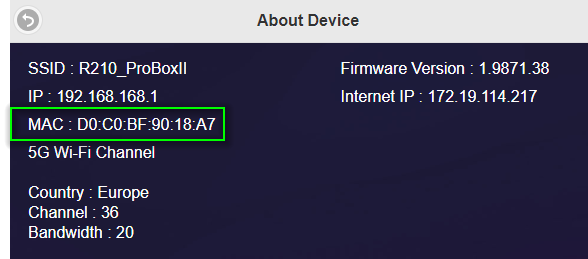 About Device
SSID : R210_ProBoxII
Firmware Version : 1.9871.38
IP : 192.168.168.1
Internet IP : 172.19.114.217
MAC : D0:C0:BF:90:18:A7
5G Wi-Fi Channel
Country : Europe
Channel : 36
Bandwidth : 20